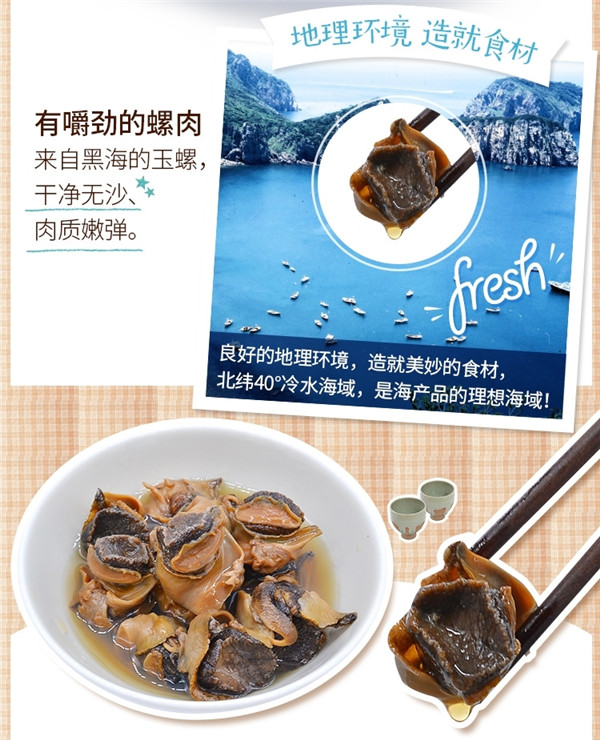 地理环境 造就食材
有嚼劲的螺肉
来自黑海的玉螺，
干净无沙、
肉质嫩弹。
fresh
良好的地理环境，造就美妙的食材，
北纬40°冷水海域，是海产品的理想海域！